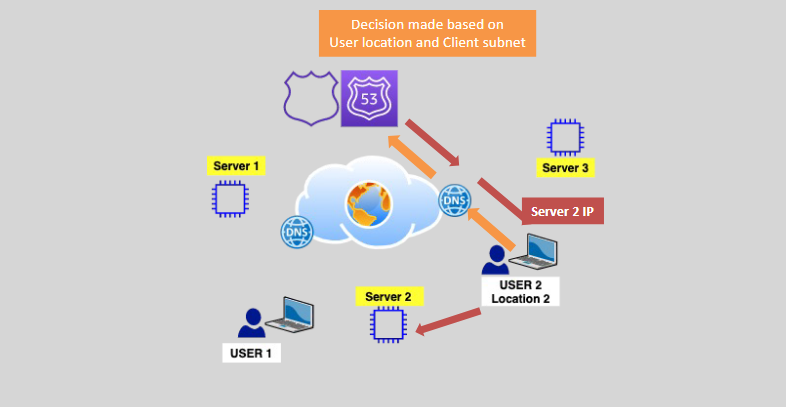 Decision made based on
User location and Client subnet
53
Server 1
Server 3
DNS
Server 2 IP
DNS
USER 2
Location 2
Server 2
USER 1